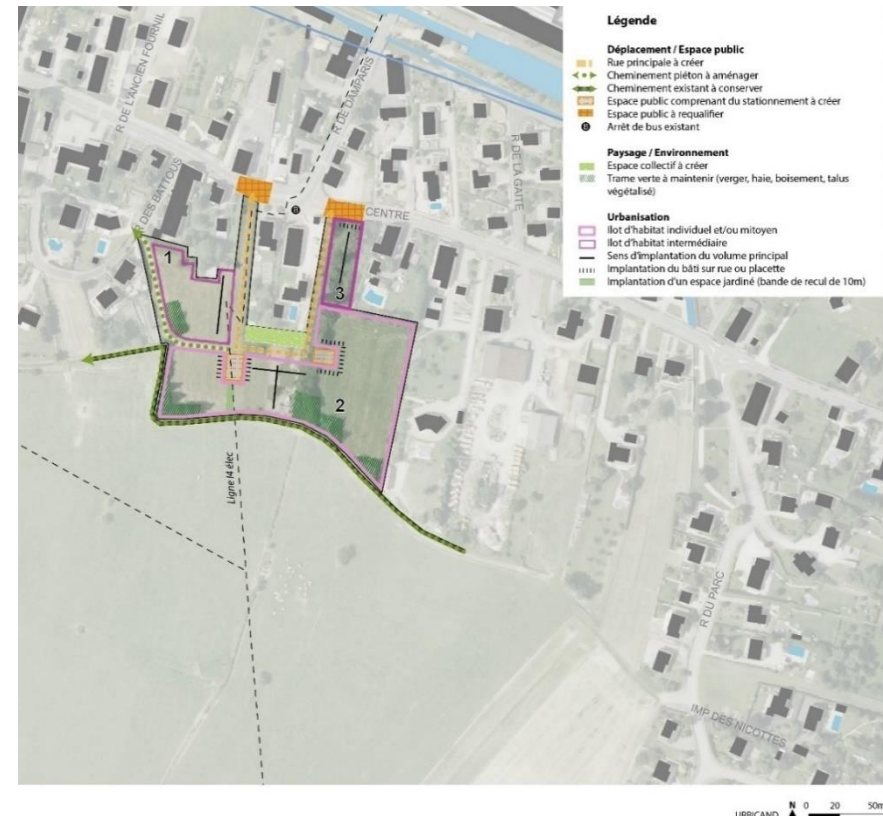 Légende
Déplacement / Espace public
Rue principale à créer
Cheminement piéton à aménager
Cheminement existant à conserver
Espace public comprenant du stationnement à créer
Espace public à requalifier
B Arrêt de bus existant
Paysage / Environnement
Espace collectif à créer
Trame verte à maintenir (verger, haie, boisement, talus
végétalisé)
Urbanisation
Ilot d'habitat individuel et/ou mitoyen
Ilot d'habitat intermédiaire
Sens d'implantation du volume principal
Implantation du bâti sur rue ou placette
Implantation d'un espace jardiné (bande de recul de 10m)
R DE L'ANCIEN FOURNIL
R DE DAMPARIS
R DE LA GAITE
R DES BATTOUS
B
CENTRE
1
3
2
Ligne
élec
R DU PARC
IMP DES NICOTTES
URBICAND
N 0 20 50m